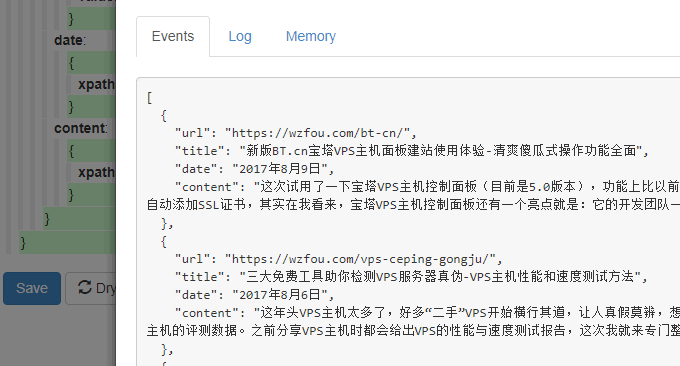 }
date:
{
xpath
}
content:
{
xpath
}
}
}
Save
Dry
Events
Log
Memory
[
{
"url": "https://wzfou.com/bt-cn/",
"title": "新版BT.cn宝塔VPS主机面板建站使用体验-清爽傻瓜式操作功能全面",
"date": "2017年8月9日",
"content": "这次试用了一下宝塔VPS主机控制面板（目前是5.0版本），功能上比以前
自动添加SSL证书，其实在我看来，宝塔VPS主机控制面板还有一个亮点就是：它的开发团队一
},
{
"url": "https://wzfou.com/vps-ceping-gongju/",
"title": "三大免费工具助你检测VPS服务器真伪-VPS主机性能和速度测试方法",
"date": "2017年8月6日",
"content": "这年头VPS主机太多了，好多“二手”VPS开始横行其道，让人真假莫辨，想
主机的评测数据。之前分享VPS主机时都会给出VPS的性能与速度测试报告，这次我就来专门整
},